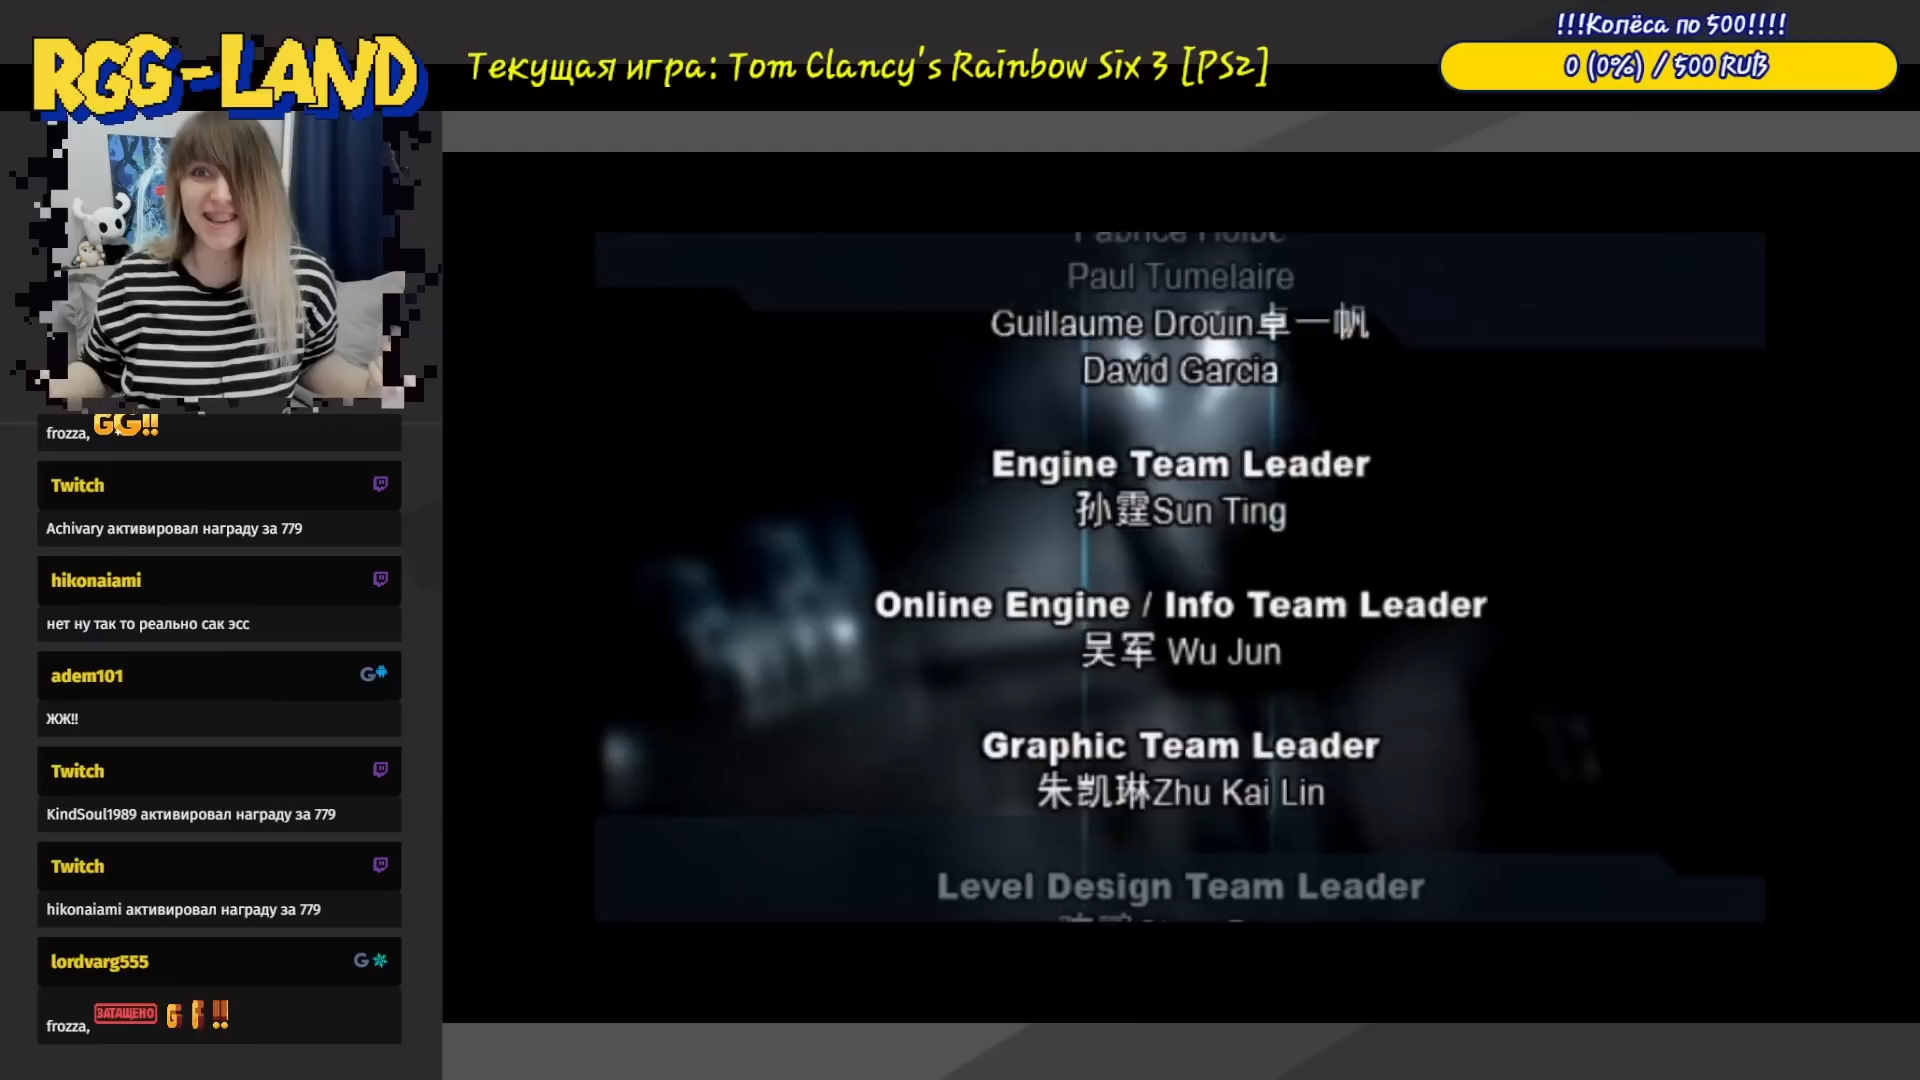 RGG-LAND
Текущая игра: Tom Clancy's Rainbow Six 3 [PS2]
!!!Колёса по 500!!!!
0 (0%) / 500 RUB
frozza, GG!!
Twitch
Achivary активировал награду за 779
hikonaiami
нет ну так то реально сак эсс
adem101
ЖЖ!!
Twitch
KindSoul1989 активировал награду за 779
Twitch
hikonaiami активировал награду за 779
lordvarg555
frozza, ЗАТАЩЕНО G F !!
Paul Tumelaire
Guillaume Drouin卓一帆
David Garcia
Engine Team Leader
孙霆Sun Ting
Online Engine / Info Team Leader
吴军 Wu Jun
Graphic Team Leader
朱凯琳Zhu Kai Lin
Level Design Team Leader